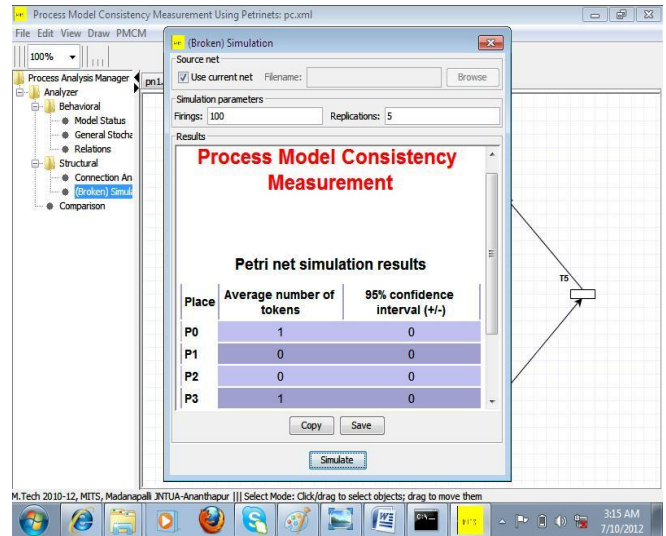 Process Model Consistency Measurement Using Petrinets: pc.xml
File Edit View Draw PMCM
100%
Process Analysis Manager
Analyzer
Behavioral
Model Status
General Stocha
Relations
Structural
Connection An
(Broken) Simula
Comparison
pn1.
(Broken) Simulation
Source net
Use current net Filename: Browse
Simulation parameters
Firings: 100 Replications: 5
Results
Process Model Consistency
Measurement
Petri net simulation results
Place Average number of tokens 95% confidence interval (+/-)
P0 1 0
P1 0 0
P2 0 0
P3 1 0
Copy Save
Simulate
T5
M.Tech 2010-12, MITS, Madanapalli JNTUA-Ananthapur ||| Select Mode: Click/drag to select objects; drag to move them
3:15 AM
7/10/2012